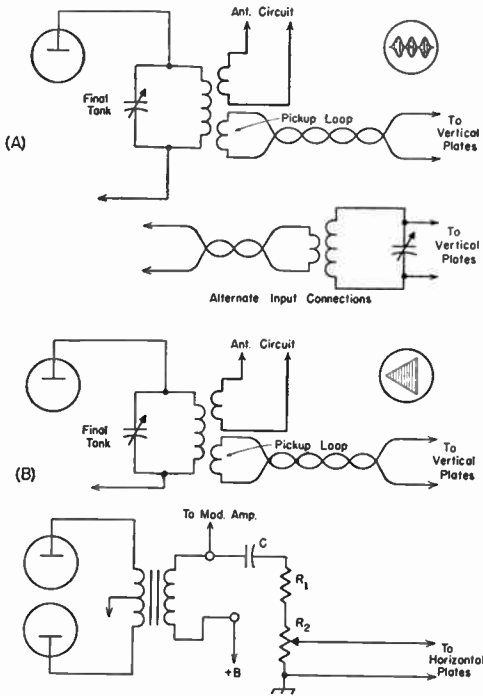 Ant. Circuit
Final
Tank
Pickup Loop
To
Vertical
Plates
(A)
To
Vertical
Plates
Alternate Input Connections
Ant. Circuit
Final
Tank
Pickup Loop
To
Vertical
Plates
(B)
To Mod. Amp.
C
R1
R2
+B
To
Horizontal
Plates